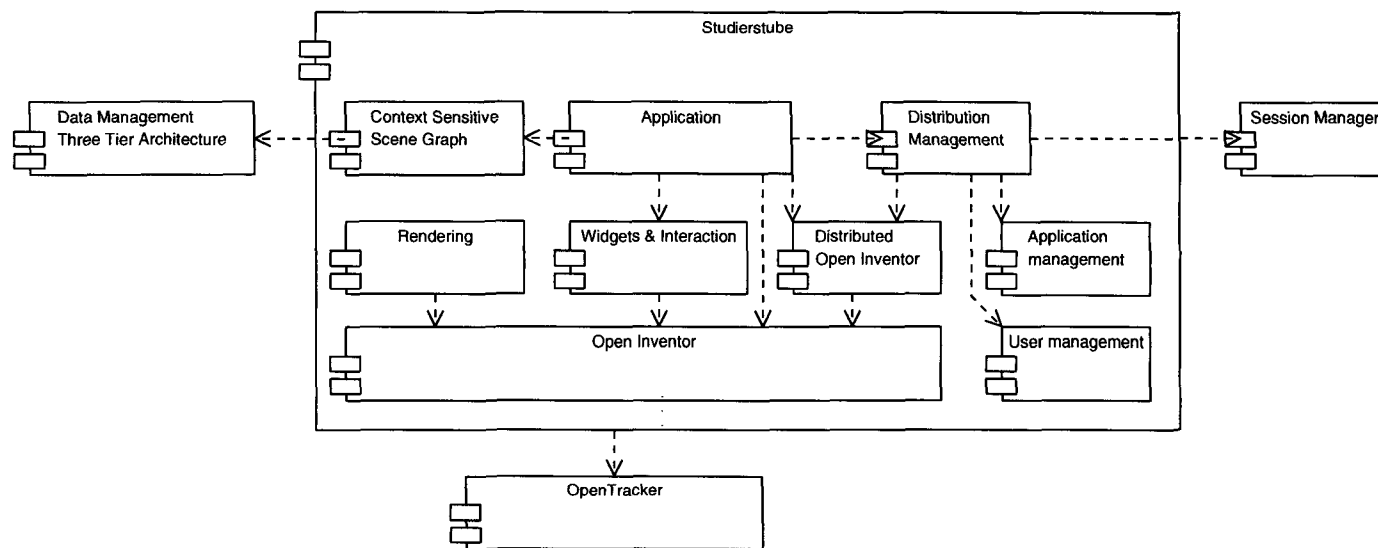 Studierstube
Data Management
Three Tier Architecture
Context Sensitive
Scene Graph
Application
Distribution
Management
Session Manager
Rendering
Widgets & Interaction
Distributed
Open Inventor
Application
management
Open Inventor
User management
OpenTracker